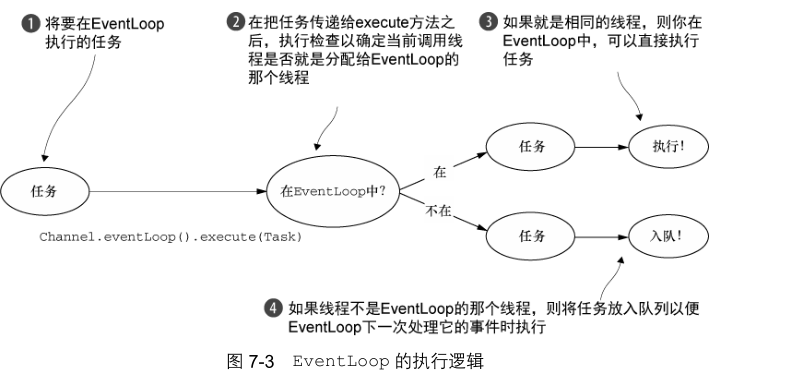 1 将要在EventLoop
执行的任务
2 在把任务传递给execute方法之
后，执行检查以确定当前调用线
程是否就是分配给EventLoop的
那个线程
3 如果就是相同的线程，则你在
EventLoop中，可以直接执行
任务
任务
Channel.eventLoop().execute(Task)
在EventLoop中？
在
任务
执行！
不在
任务
入队！
4 如果线程不是EventLoop的那个线程，则将任务放入队列以便
EventLoop下一次处理它的事件时执行
图 7-3 EventLoop 的执行逻辑